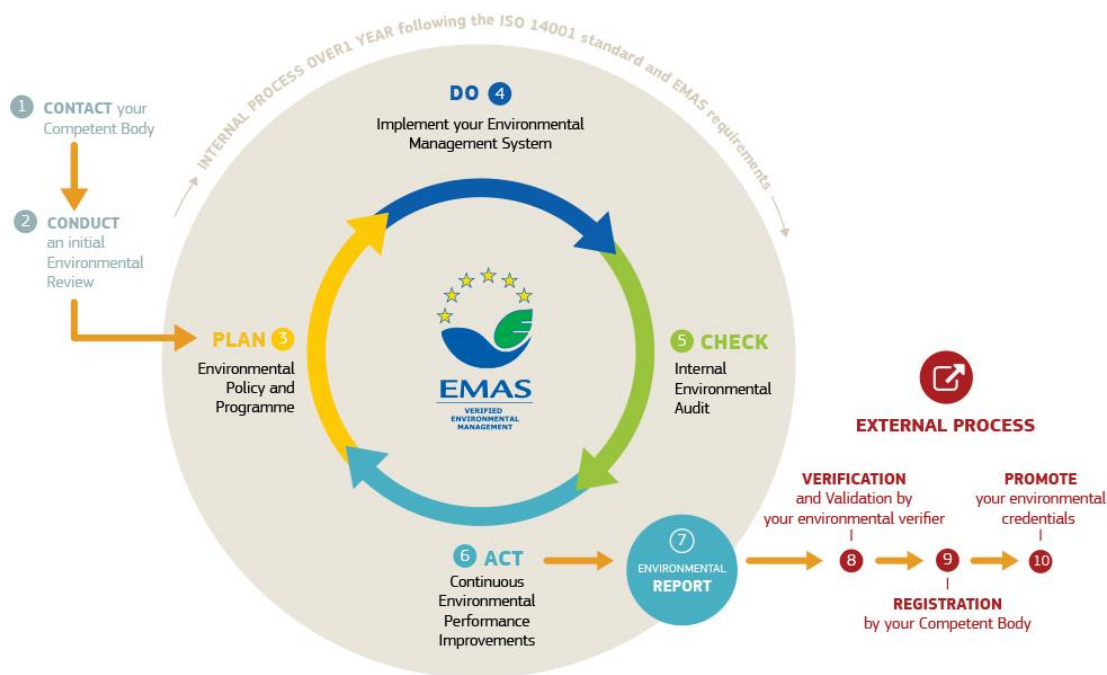 INTERNAL PROCESS OVER1 YEAR following the ISO 14001 standard and EMAS requirements
1 CONTACT your
Competent Body
2 CONDUCT
an initial
Environmental
Review
PLAN 3
Environmental
Policy and
Programme
DO 4
Implement your Environmental
Management System
5 CHECK
Internal
Environmental
Audit
EMAS
VERIFIED
ENVIRONMENTAL
MANAGEMENT
6 ACT
Continuous
Environmental
Performance
Improvements
7
ENVIRONMENTAL
REPORT
EXTERNAL PROCESS
VERIFICATION
and Validation by
your environmental verifier
8
9
REGISTRATION
by your Competent Body
PROMOTE
your environmental
credentials
10